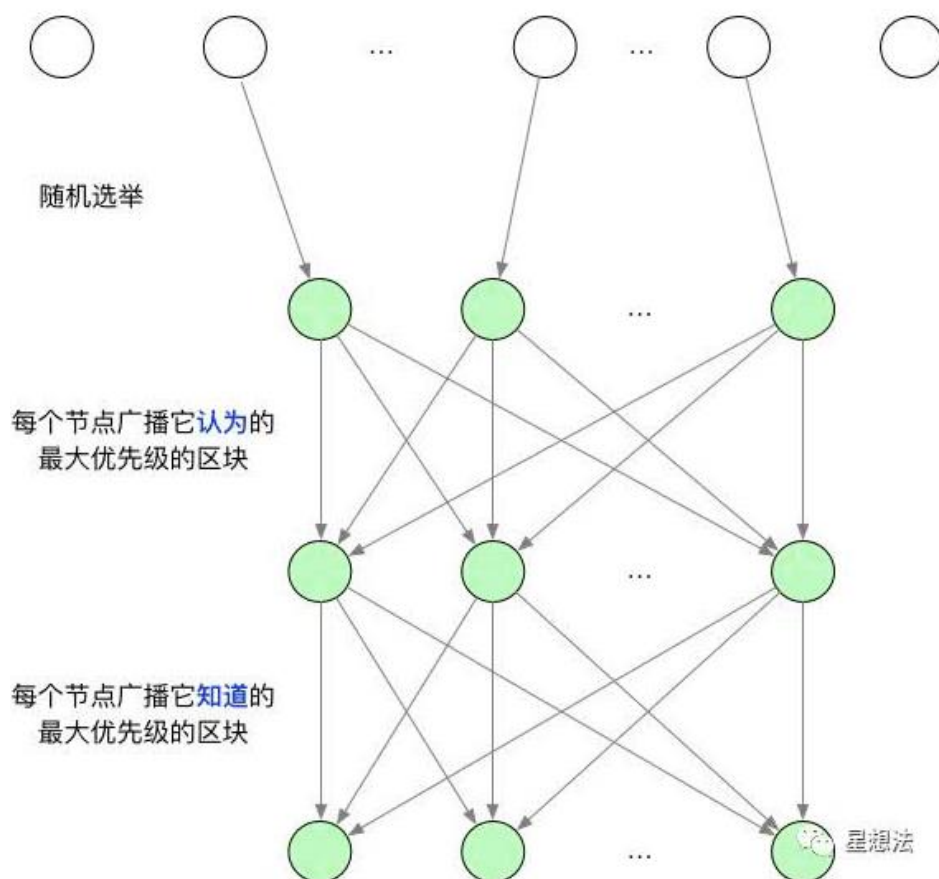 ... ...
随机选举
...
每个节点广播它认为的
最大优先级的区块
...
每个节点广播它知道的
最大优先级的区块
...
星想法